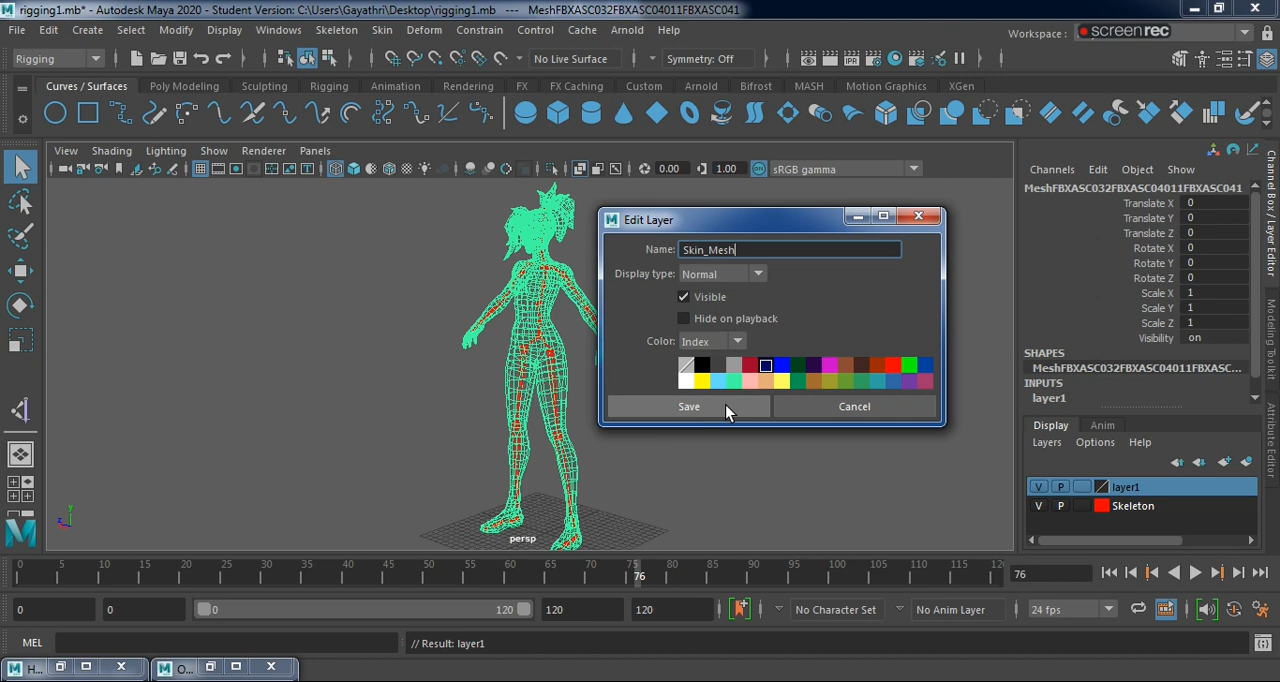 rigging1.mb* - Autodesk Maya 2020 - Student Version: C:\Users\Gayathri\Desktop\rigging1.mb --- MeshFBXASC032FBXASC04011FBXASC041
File Edit Create Select Modify Display Windows Skeleton Skin Deform Constrain Control Cache Arnold Help
Workspace : screenrec
Rigging No Live Surface Symmetry: Off
Curves / Surfaces Poly Modeling Sculpting Rigging Animation Rendering FX FX Caching Custom Arnold Bifrost MASH Motion Graphics XGen
View Shading Lighting Show Renderer Panels
0.00 1.00 sRGB gamma
Edit Layer
Name: Skin_Mesh
Display type: Normal
Visible
Hide on playback
Color: Index
Save Cancel
persp
Channels Edit Object Show
MeshFBXASC032FBXASC04011FBXASC041
Translate X 0
Translate Y 0
Translate Z 0
Rotate X 0
Rotate Y 0
Rotate Z 0
Scale X 1
Scale Y 1
Scale Z 1
Visibility on
SHAPES
MeshFBXASC032FBXASC04011FBXASC...
INPUTS
layer1
Display Anim
Layers Options Help
V P layer1
V P Skeleton
Channel Box / Layer Editor
Modeling Toolkit
Attribute Editor
0 5 10 15 20 25 30 35 40 45 50 55 60 65 70 75 80 85 90 95 100 105 110 115 120
76
76
0 0 0 120 120 120 No Character Set No Anim Layer 24 fps
MEL // Result: layer1
H... O...